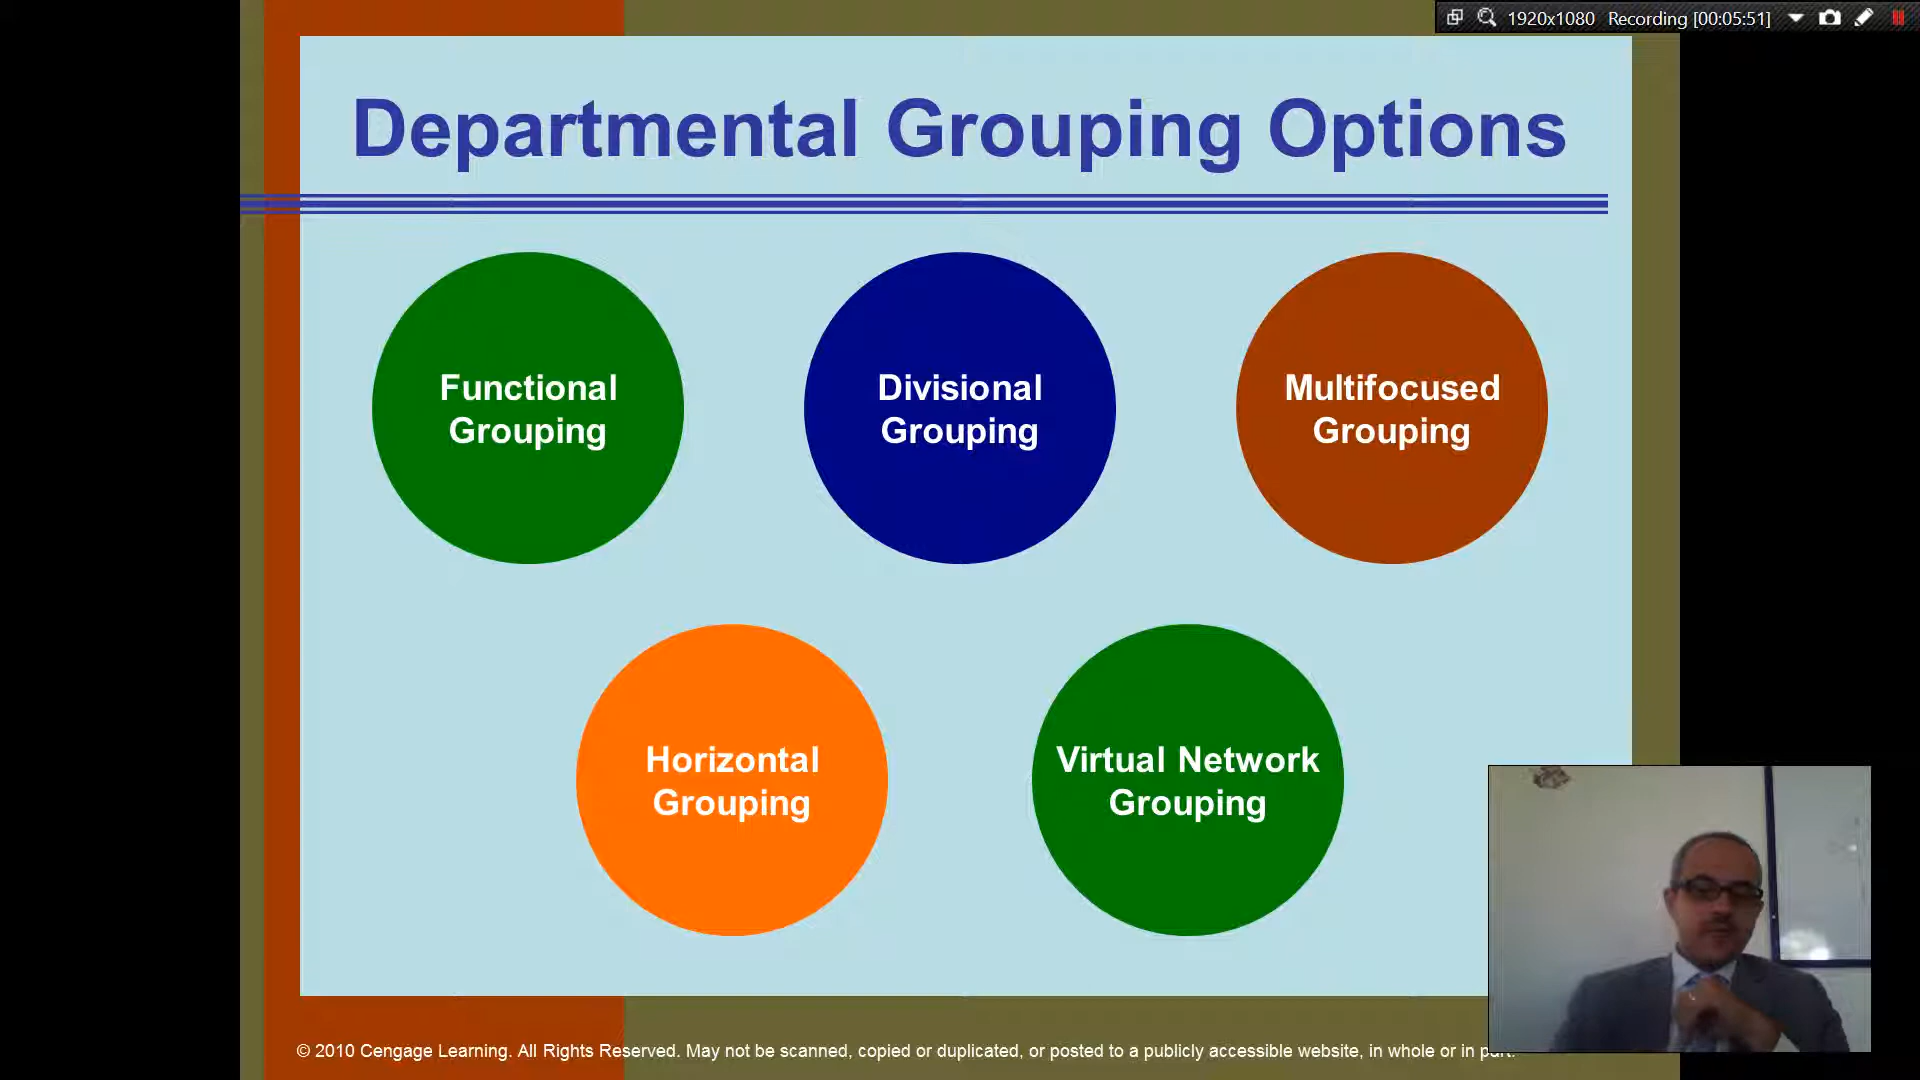 1920x1080 Recording [00:05:51]
Departmental Grouping Options
Functional
Grouping
Divisional
Grouping
Multifocused
Grouping
Horizontal
Grouping
Virtual Network
Grouping
© 2010 Cengage Learning. All Rights Reserved. May not be scanned, copied or duplicated, or posted to a publicly accessible website, in whole or in part.